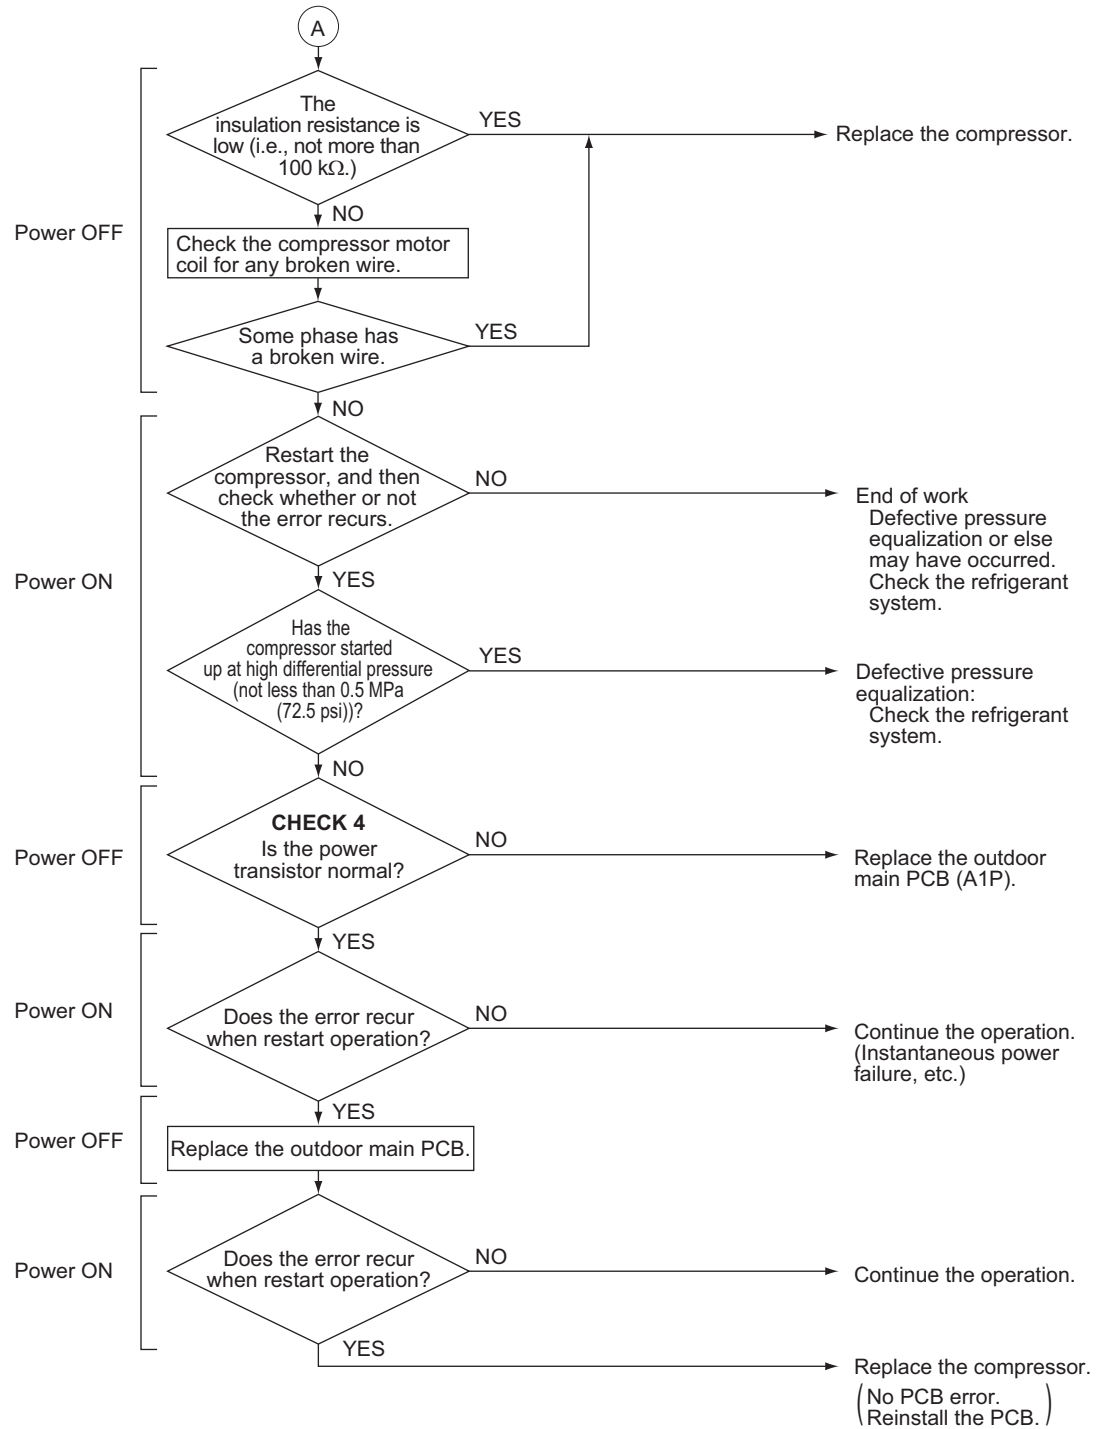 A
The
insulation resistance is
low (i.e., not more than
100 kΩ.)
YES
Replace the compressor.
NO
Power OFF
Check the compressor motor
coil for any broken wire.
Some phase has
a broken wire.
YES
NO
Restart the
compressor, and then
check whether or not
the error recurs.
NO
End of work
Defective pressure
equalization or else
may have occurred.
Check the refrigerant
system.
Power ON
YES
Has the
compressor started
up at high differential pressure
(not less than 0.5 MPa
(72.5 psi))?
YES
Defective pressure
equalization:
Check the refrigerant
system.
NO
CHECK 4
Is the power
transistor normal?
Power OFF
NO
Replace the outdoor
main PCB (A1P).
YES
Power ON
Does the error recur
when restart operation?
NO
Continue the operation.
(Instantaneous power
failure, etc.)
YES
Power OFF
Replace the outdoor main PCB.
Power ON
Does the error recur
when restart operation?
NO
Continue the operation.
YES
Replace the compressor.
(No PCB error.
Reinstall the PCB.)